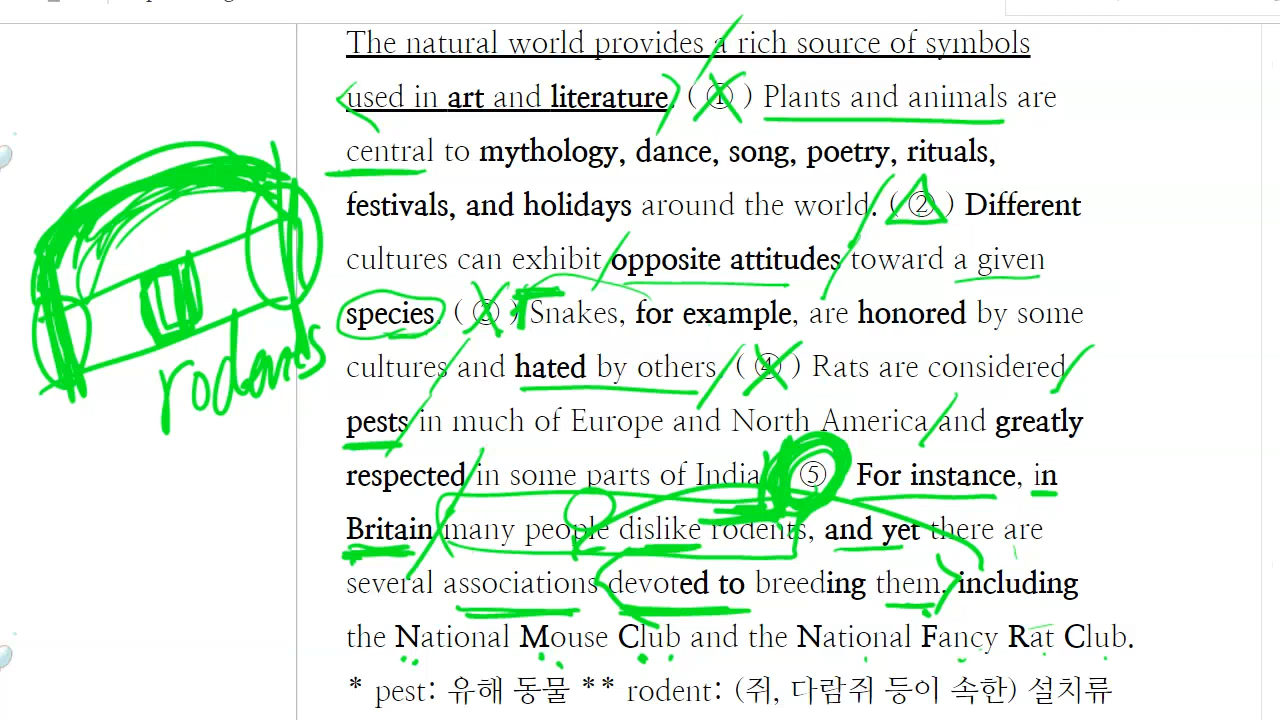 The natural world provides a rich source of symbols
used in art and literature. ( ① ) Plants and animals are
central to mythology, dance, song, poetry, rituals,
festivals, and holidays around the world. ( ② ) Different
cultures can exhibit opposite attitudes toward a given
species. ( ③ ) Snakes, for example, are honored by some
cultures and hated by others. ( ④ ) Rats are considered
pests in much of Europe and North America and greatly
respected in some parts of India. ( ⑤ ) For instance, in
Britain many people dislike rodents, and yet there are
several associations devoted to breeding them, including
the National Mouse Club and the National Fancy Rat Club.
* pest: 유해 동물 ** rodent: (쥐, 다람쥐 등이 속한) 설치류
rodents